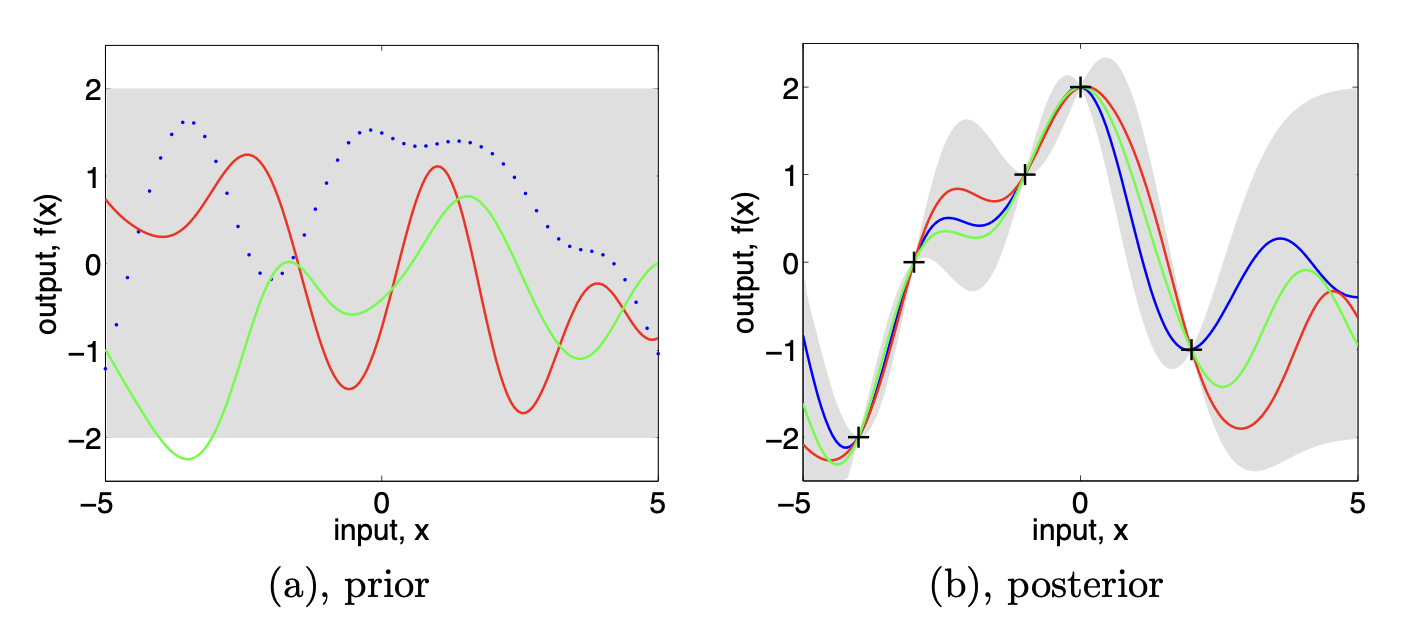 2
1
0
−1
−2
−5
0
5
output, f(x)
input, x
(a), prior
2
1
0
−1
−2
−5
0
5
output, f(x)
input, x
(b), posterior